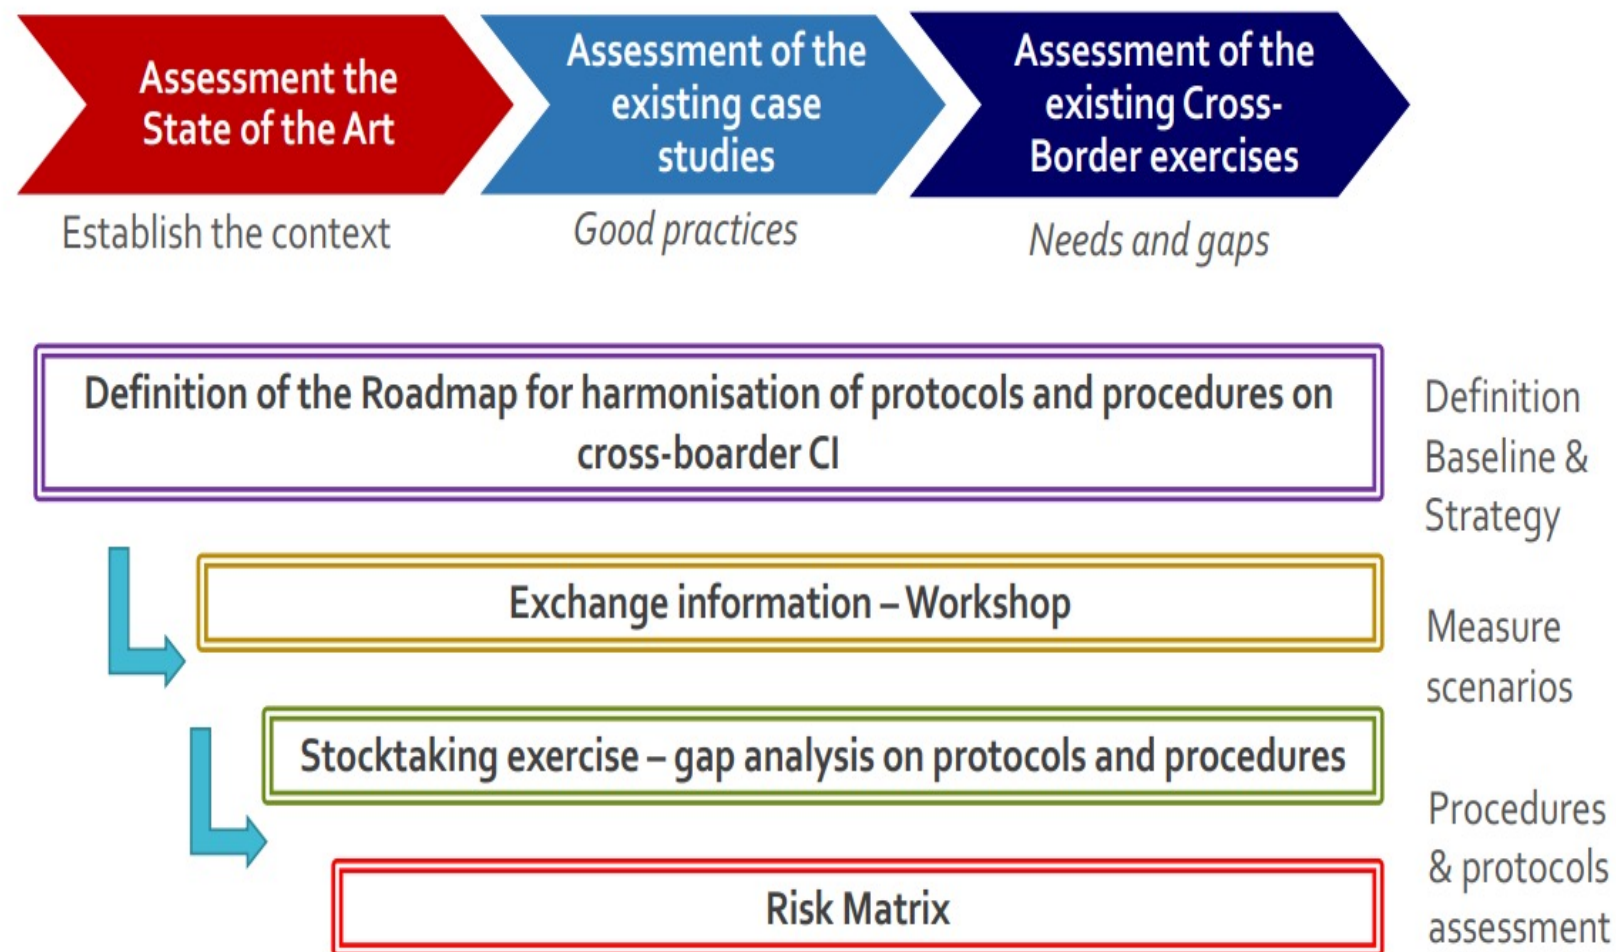 Assessment the
State of the Art
Assessment of the
existing case
studies
Assessment of the
existing Cross-
Border exercises
Establish the context
Good practices
Needs and gaps
Definition of the Roadmap for harmonisation of protocols and procedures on
cross-boarder CI
Definition
Baseline &
Strategy
Exchange information – Workshop
Measure
scenarios
Stocktaking exercise – gap analysis on protocols and procedures
Procedures
& protocols
assessment
Risk Matrix